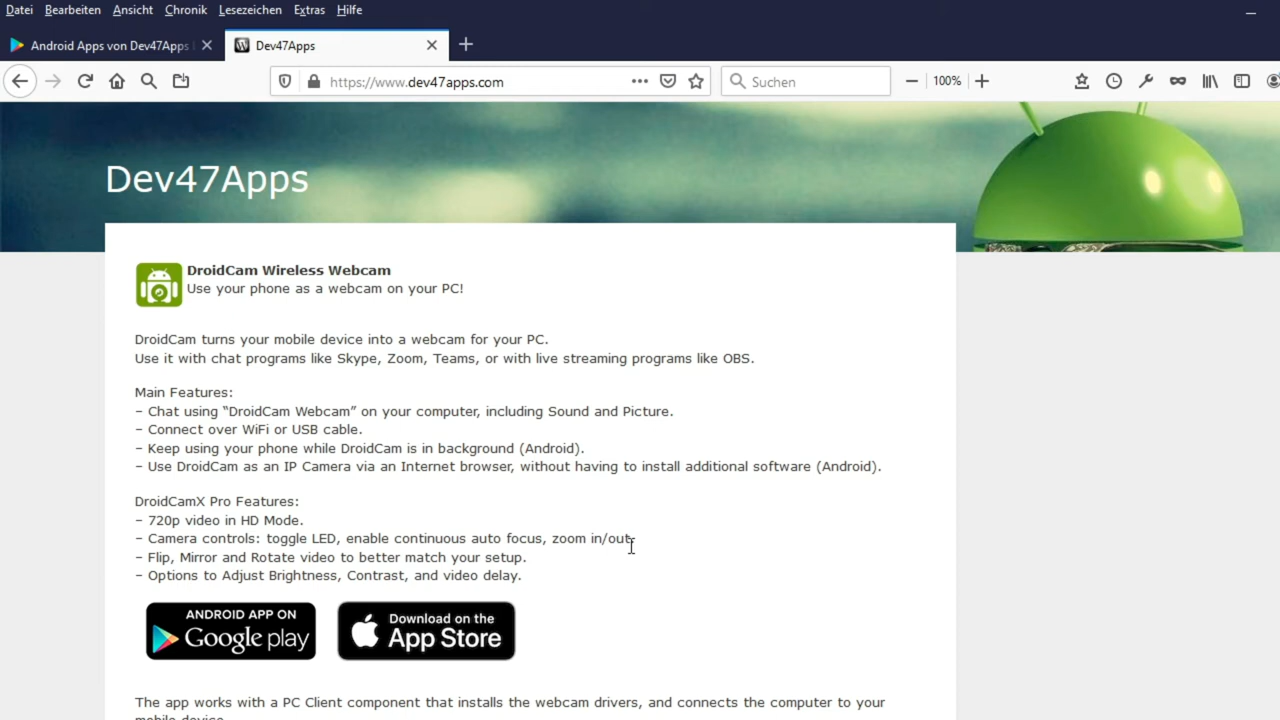 Datei Bearbeiten Ansicht Chronik Lesezeichen Extras Hilfe
Android Apps von Dev47Apps
Dev47Apps
https://www.dev47apps.com
Suchen
100%
Dev47Apps
DroidCam Wireless Webcam
Use your phone as a webcam on your PC!
DroidCam turns your mobile device into a webcam for your PC.
Use it with chat programs like Skype, Zoom, Teams, or with live streaming programs like OBS.
Main Features:
– Chat using “DroidCam Webcam” on your computer, including Sound and Picture.
– Connect over WiFi or USB cable.
– Keep using your phone while DroidCam is in background (Android).
– Use DroidCam as an IP Camera via an Internet browser, without having to install additional software (Android).
DroidCamX Pro Features:
– 720p video in HD Mode.
– Camera controls: toggle LED, enable continuous auto focus, zoom in/out.
– Flip, Mirror and Rotate video to better match your setup.
– Options to Adjust Brightness, Contrast, and video delay.
ANDROID APP ON
Google play
Download on the
App Store
The app works with a PC Client component that installs the webcam drivers, and connects the computer to your
mobile device